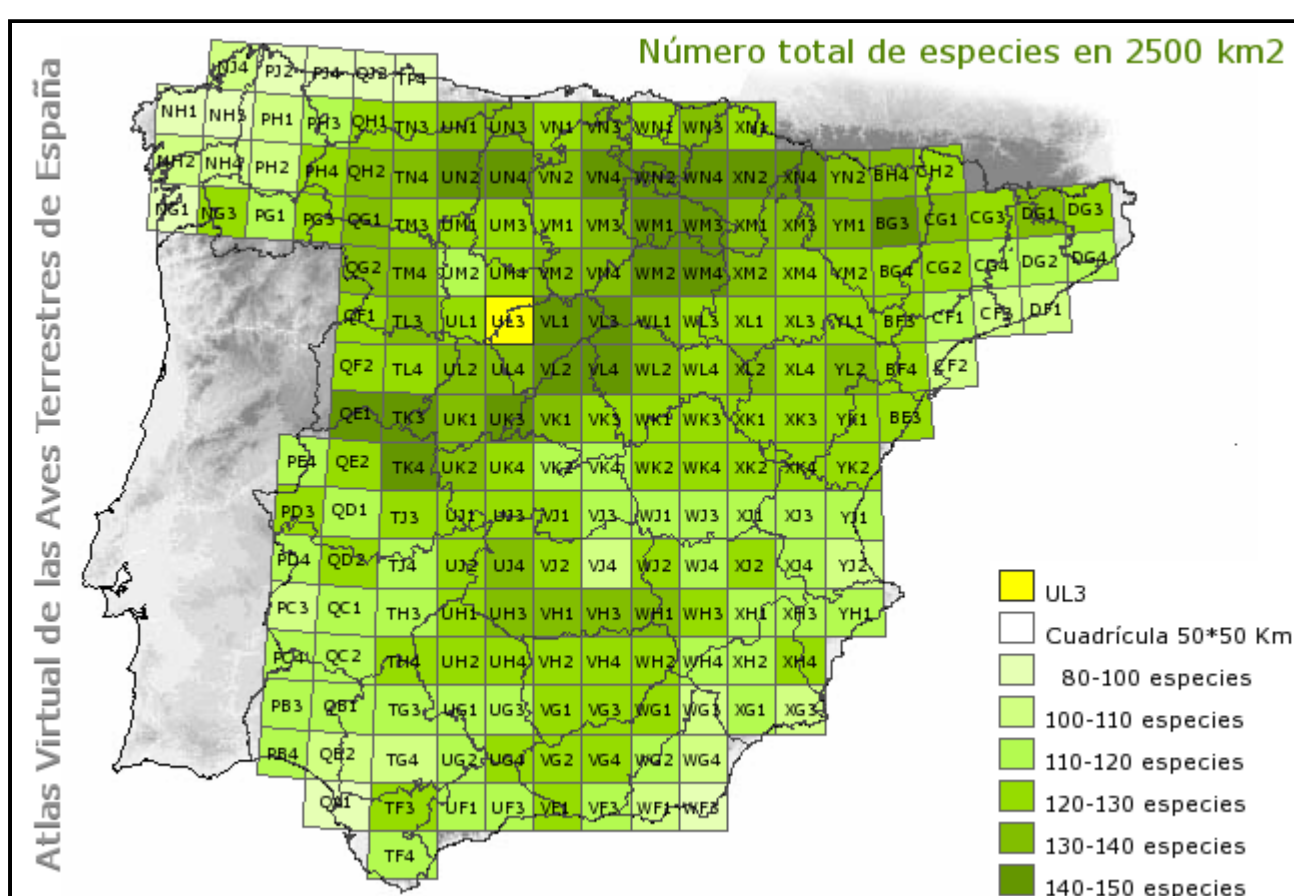 Atlas Virtual de las Aves Terrestres de España
Número total de especies en 2500 km2
NJ4 PJ2 PJ4 QJ2 TP4
NH1 NH3 PH1 PH3 QH1 TN3 UN1 UN3 VN1 VN3 WN1 WN3 XN1
NH2 NH4 PH2 PH4 QH2 TN4 UN2 UN4 VN2 VN4 WN2 WN4 XN2 XN4 YN2 BH4 CH2
NG1 NG3 PG1 PG3 QG1 TM3 UM1 UM3 VM1 VM3 WM1 WM3 XM1 XM3 YM1 BG3 CG1 CG3 DG1 DG3
QG2 TM4 UM2 UM4 VM2 VM4 WM2 WM4 XM2 XM4 YM2 BG4 CG2 CG4 DG2 DG4
QF1 TL3 UL1 UL3 VL1 VL3 WL1 WL3 XL1 XL3 YL1 BF3 CF1 CF3 DF1
QF2 TL4 UL2 UL4 VL2 VL4 WL2 WL4 XL2 XL4 YL2 BF4 CF2
QE1 TK3 UK1 UK3 VK1 VK3 WK1 WK3 XK1 XK3 YK1 BE3
PE4 QE2 TK4 UK2 UK4 VK2 VK4 WK2 WK4 XK2 XK4 YK2
PD3 QD1 TJ3 UJ1 UJ3 VJ1 VJ3 WJ1 WJ3 XJ1 XJ3 YJ1
PD4 QD2 TJ4 UJ2 UJ4 VJ2 VJ4 WJ2 WJ4 XJ2 XJ4 YJ2
PC3 QC1 TH3 UH1 UH3 VH1 VH3 WH1 WH3 XH1 XH3 YH1
PC4 QC2 TH4 UH2 UH4 VH2 VH4 WH2 WH4 XH2 XH4
PB3 QB1 TG3 UG1 UG3 VG1 VG3 WG1 WG3 XG1 XG3
PB4 QB2 TG4 UG2 UG4 VG2 VG4 WG2 WG4
QA1 TF3 UF1 UF3 VF1 VF3 WF1 WF3
TF4
UL3
Cuadrícula 50*50 Km
80-100 especies
100-110 especies
110-120 especies
120-130 especies
130-140 especies
140-150 especies